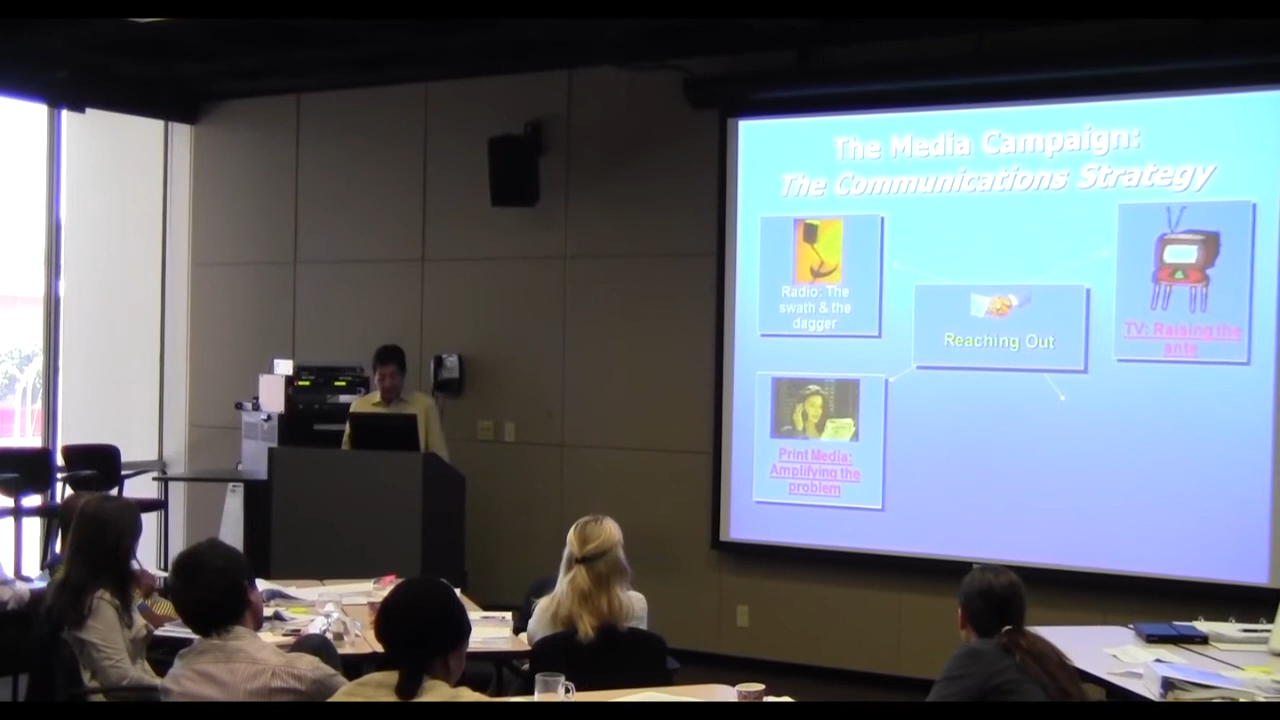 The Media Campaign:
The Communications Strategy
Radio: The
swath & the
dagger
Reaching Out
TV: Raising the
ante
Print Media:
Amplifying the
problem